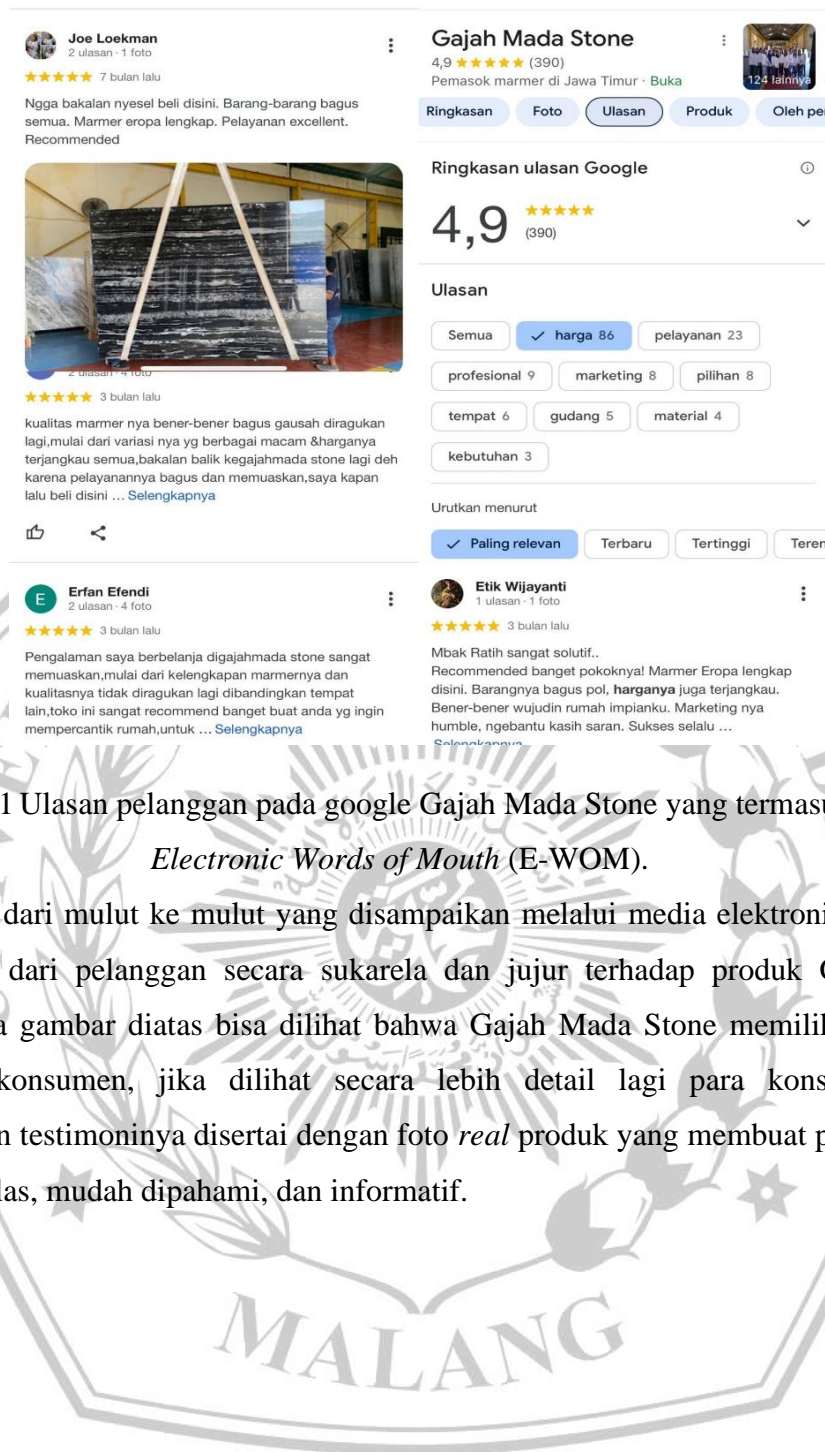 Joe Loekman
2 ulasan · 1 foto
7 bulan lalu
Ngga bakalan nyesel beli disini. Barang-barang bagus
semua. Marmer eropa lengkap. Pelayanan excellent.
Recommended
2 ulasan · 4 foto
3 bulan lalu
kualitas marmer nya bener-bener bagus gausah diragukan
lagi,mulai dari variasi nya yg berbagai macam &harganya
terjangkau semua,bakalan balik kegajahmada stone lagi deh
karena pelayanannya bagus dan memuaskan,saya kapan
lalu beli disini … Selengkapnya
E
Erfan Efendi
2 ulasan · 4 foto
3 bulan lalu
Pengalaman saya berbelanja digajahmada stone sangat
memuaskan,mulai dari kelengkapan marmernya dan
kualitasnya tidak diragukan lagi dibandingkan tempat
lain,toko ini sangat recommend banget buat anda yg ingin
mempercantik rumah,untuk … Selengkapnya
Gajah Mada Stone
4,9 (390)
Pemasok marmer di Jawa Timur · Buka
124 lainnya
Ringkasan Foto Ulasan Produk Oleh pe
Ringkasan ulasan Google
4,9
(390)
Ulasan
Semua harga 86 pelayanan 23
profesional 9 marketing 8 pilihan 8
tempat 6 gudang 5 material 4
kebutuhan 3
Urutkan menurut
Paling relevan Terbaru Tertinggi Teren
Etik Wijayanti
1 ulasan · 1 foto
3 bulan lalu
Mbak Ratih sangat solutif..
Recommended banget pokoknya! Marmer Eropa lengkap
disini. Barangnya bagus pol, harganya juga terjangkau.
Bener-bener wujudin rumah impianku. Marketing nya
humble, ngebantu kasih saran. Sukses selalu …
Selengkapnya
1 Ulasan pelanggan pada google Gajah Mada Stone yang termasu
Electronic Words of Mouth (E-WOM).
dari mulut ke mulut yang disampaikan melalui media elektroni
dari pelanggan secara sukarela dan jujur terhadap produk
gambar diatas bisa dilihat bahwa Gajah Mada Stone memilik
konsumen, jika dilihat secara lebih detail lagi para kons
n testimoninya disertai dengan foto real produk yang membuat p
las, mudah dipahami, dan informatif.
MALANG